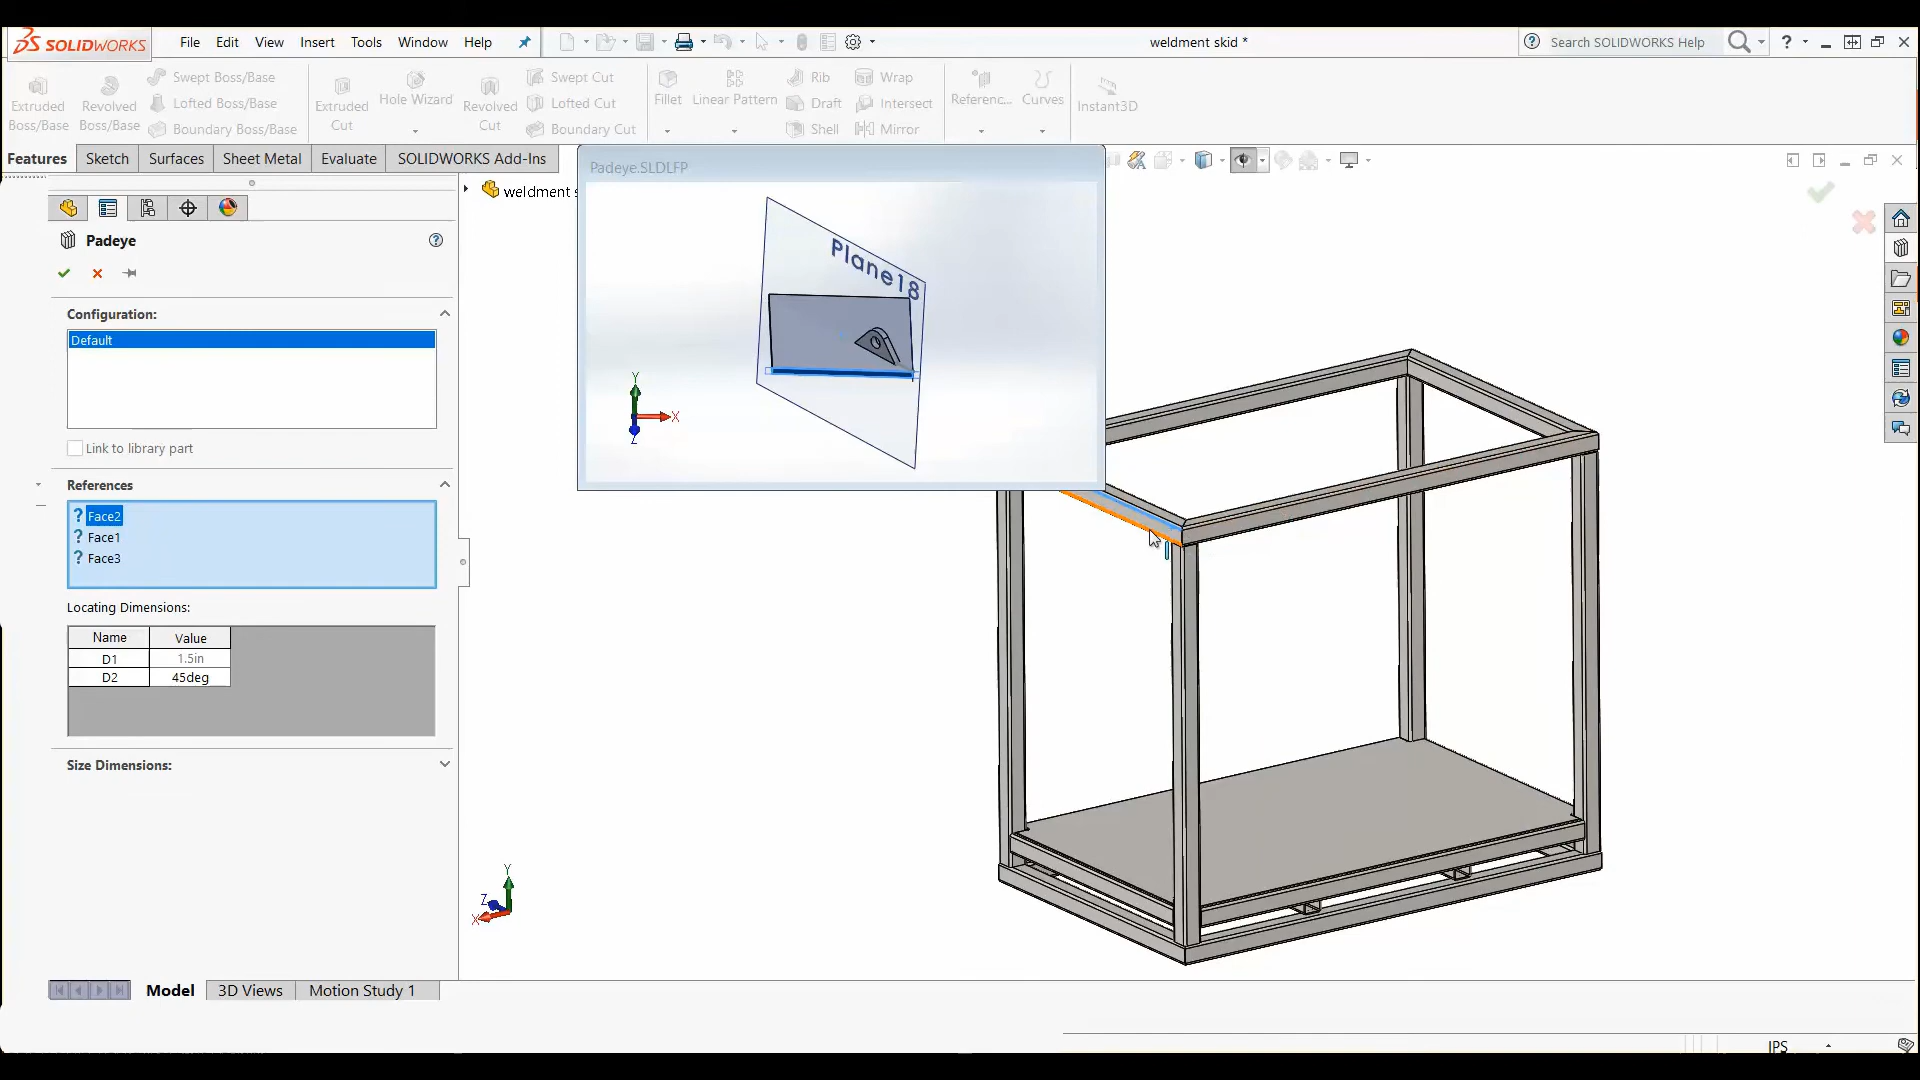 SOLIDWORKS
File Edit View Insert Tools Window Help
weldment skid *
Search SOLIDWORKS Help
?
Extruded Boss/Base
Revolved Boss/Base
Swept Boss/Base
Lofted Boss/Base
Boundary Boss/Base
Extruded Cut
Hole Wizard
Revolved Cut
Swept Cut
Lofted Cut
Boundary Cut
Fillet
Linear Pattern
Rib
Draft
Shell
Wrap
Intersect
Mirror
Referenc...
Curves
Instant3D
Features Sketch Surfaces Sheet Metal Evaluate SOLIDWORKS Add-Ins
Padeye.SLDLFP
weldment s
Plane18
Y
X
Z
Padeye
?
Configuration:
Default
Link to library part
References
? Face2
? Face1
? Face3
Locating Dimensions:
Name Value
D1 1.5in
D2 45deg
Size Dimensions:
Y
Z
X
Model 3D Views Motion Study 1
IPS